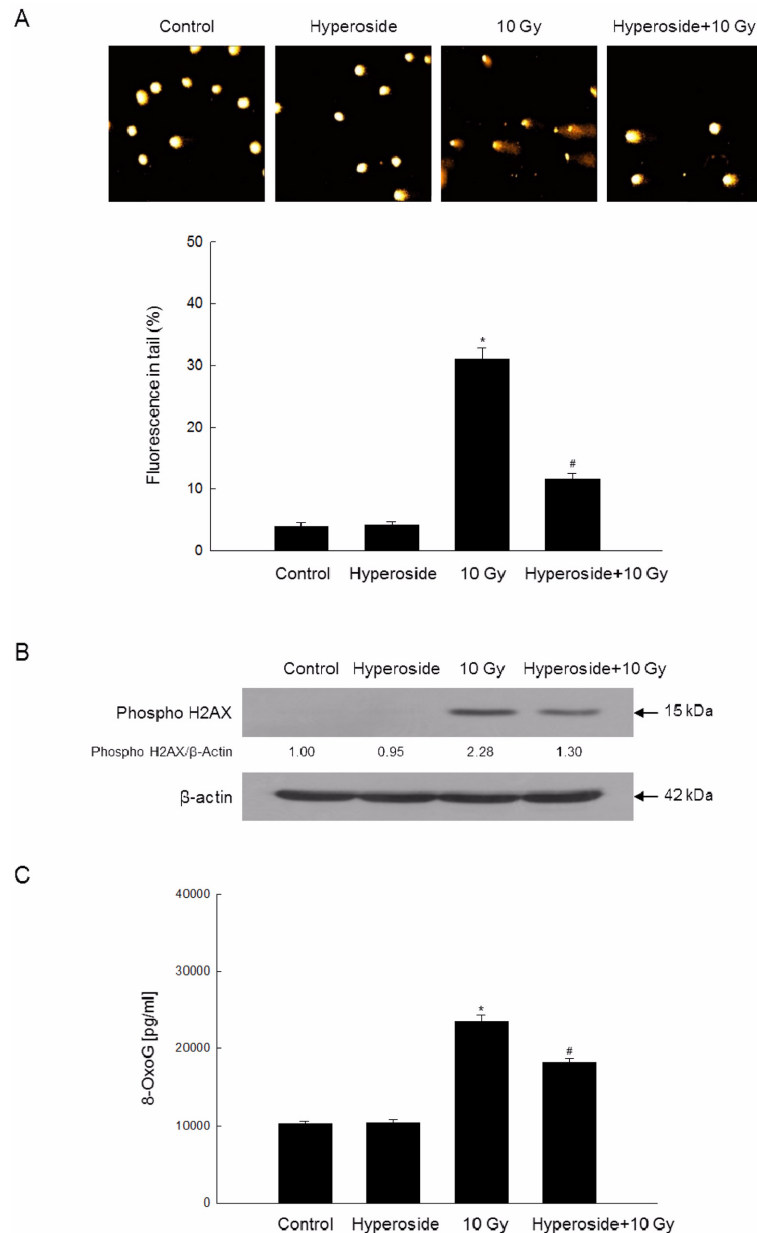 A
Control Hyperoside 10 Gy Hyperoside+10 Gy
50
40
30
20
10
0
Fluorescence in tail (%)
*
#
Control Hyperoside 10 Gy Hyperoside+10 Gy
B
Control Hyperoside 10 Gy Hyperoside+10 Gy
Phospho H2AX 15 kDa
Phospho H2AX/β-Actin 1.00 0.95 2.28 1.30
β-actin 42 kDa
C
40000
30000
20000
10000
0
8-OxoG [pg/ml]
*
#
Control Hyperoside 10 Gy Hyperoside+10 Gy